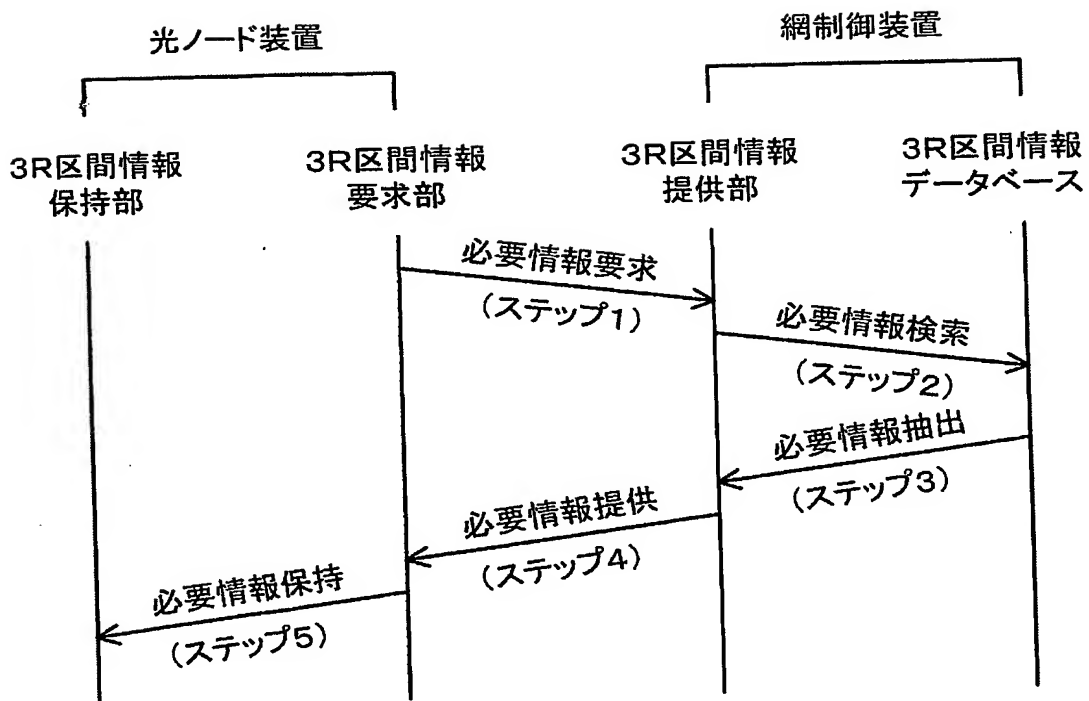 光ノード装置
網制御装置
3R区間情報
保持部
3R区間情報
要求部
3R区間情報
提供部
3R区間情報
データベース
必要情報要求
(ステップ1)
必要情報検索
(ステップ2)
必要情報抽出
(ステップ3)
必要情報提供
(ステップ4)
必要情報保持
(ステップ5)